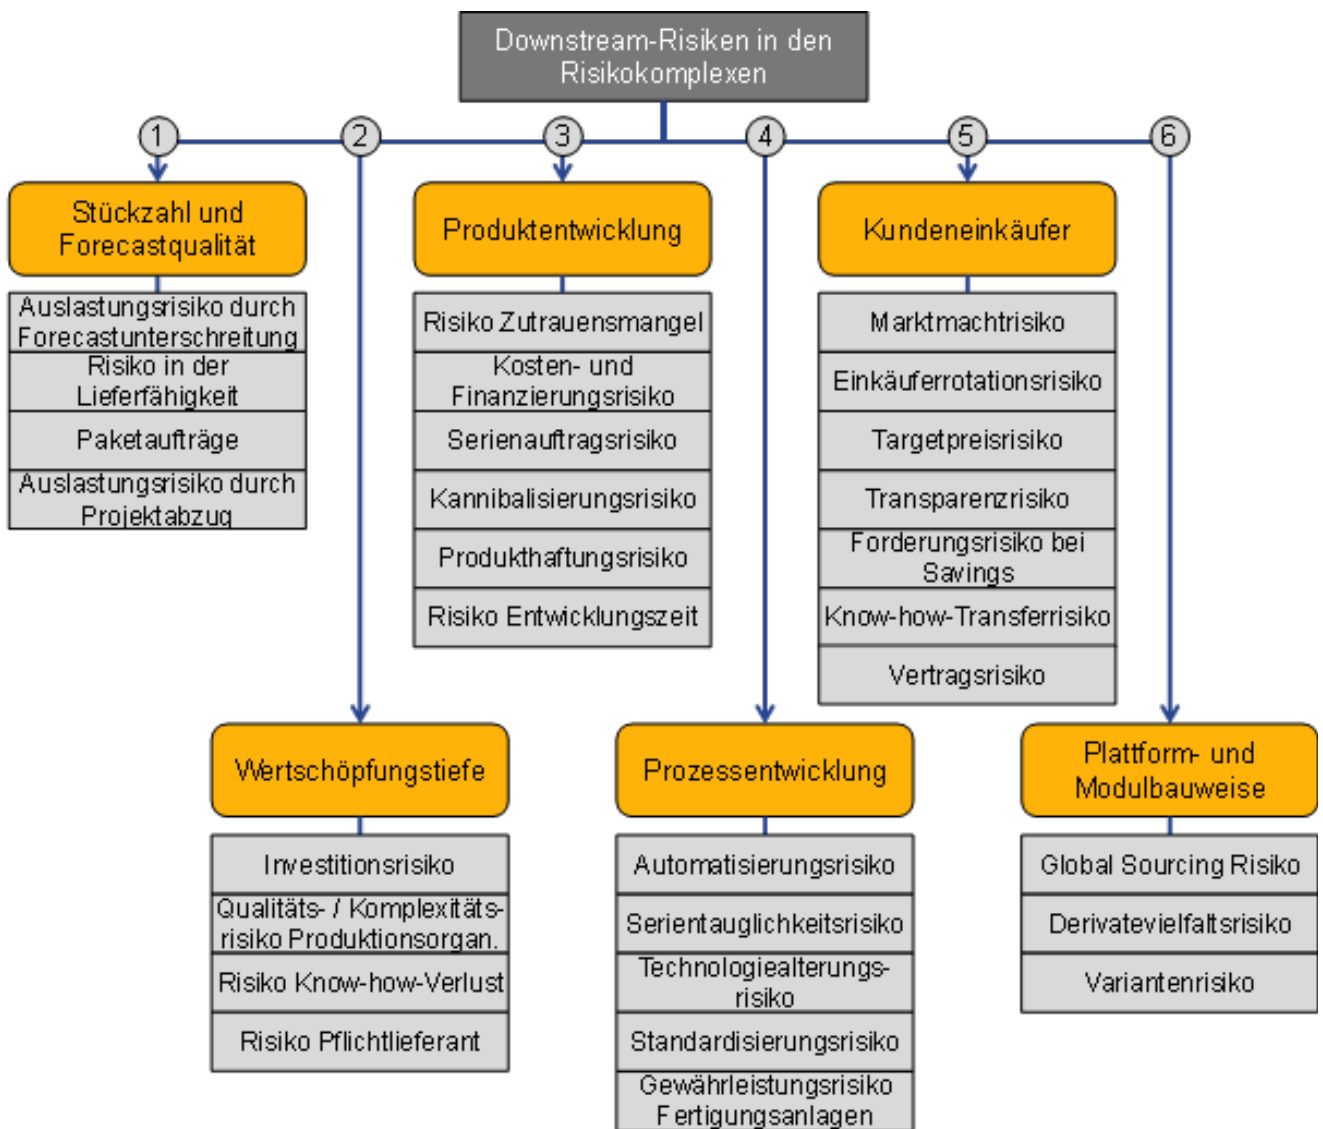 Downstream-Risiken in den
Risikokomplexen
1
2
3
4
5
6
Stückzahl und
Forecastqualität
Auslastungsrisiko durch
Forecastunterschreitung
Risiko in der
Lieferfähigkeit
Paketaufträge
Auslastungsrisiko durch
Projektabzug
Produktentwicklung
Risiko Zutrauensmangel
Kosten- und
Finanzierungsrisiko
Serienauftragsrisiko
Kannibalisierungsrisiko
Produkthaftungsrisiko
Risiko Entwicklungszeit
Kundeneinkäufer
Marktmachtrisiko
Einkäuferrotationsrisiko
Targetpreisrisiko
Transparenzrisiko
Forderungsrisiko bei
Savings
Know-how-Transferrisiko
Vertragsrisiko
Wertschöpfungstiefe
Investitionsrisiko
Qualitäts- / Komplexitäts-
risiko Produktionsorgan.
Risiko Know-how-Verlust
Risiko Pflichtlieferant
Prozessentwicklung
Automatisierungsrisiko
Serientauglichkeitsrisiko
Technologiealterungs-
risiko
Standardisierungsrisiko
Gewährleistungsrisiko
Fertigungsanlagen
Plattform- und
Modulbauweise
Global Sourcing Risiko
Derivatevielfaltsrisiko
Variantenrisiko